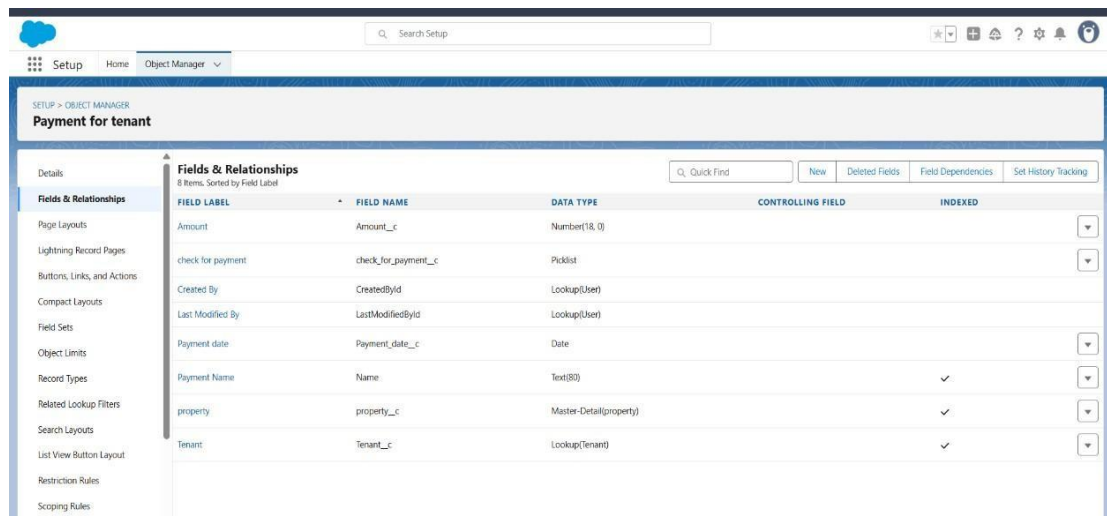 Search Setup
Setup Home Object Manager
SETUP > OBJECT MANAGER
Payment for tenant
Details
Fields & Relationships
Page Layouts
Lightning Record Pages
Buttons, Links, and Actions
Compact Layouts
Field Sets
Object Limits
Record Types
Related Lookup Filters
Search Layouts
List View Button Layout
Restriction Rules
Scoping Rules
Fields & Relationships
8 Items. Sorted by Field Label
Quick Find New Deleted Fields Field Dependencies Set History Tracking
FIELD LABEL FIELD NAME DATA TYPE CONTROLLING FIELD INDEXED
Amount Amount__c Number(18, 0)
check for payment check_for_payment__c Picklist
Created By CreatedById Lookup(User)
Last Modified By LastModifiedById Lookup(User)
Payment date Payment_date__c Date
Payment Name Name Text(80)
property property__c Master-Detail(property)
Tenant Tenant__c Lookup(Tenant)